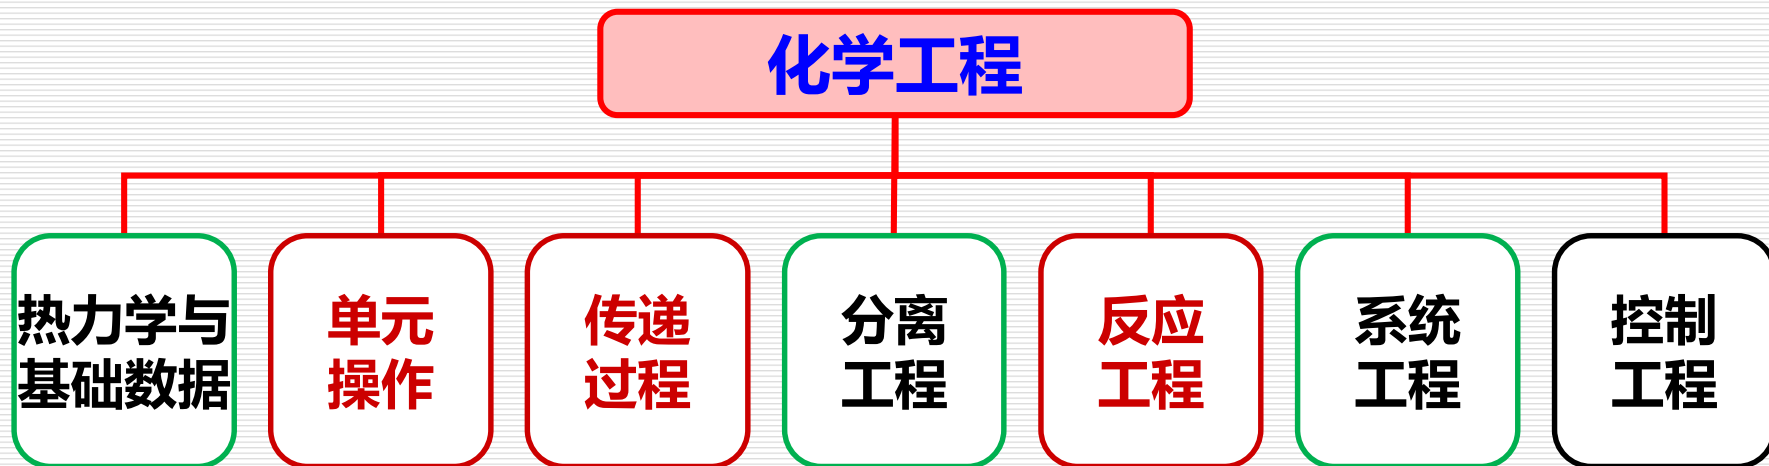 化学工程
热力学与
基础数据
单元
操作
传递
过程
分离
工程
反应
工程
系统
工程
控制
工程